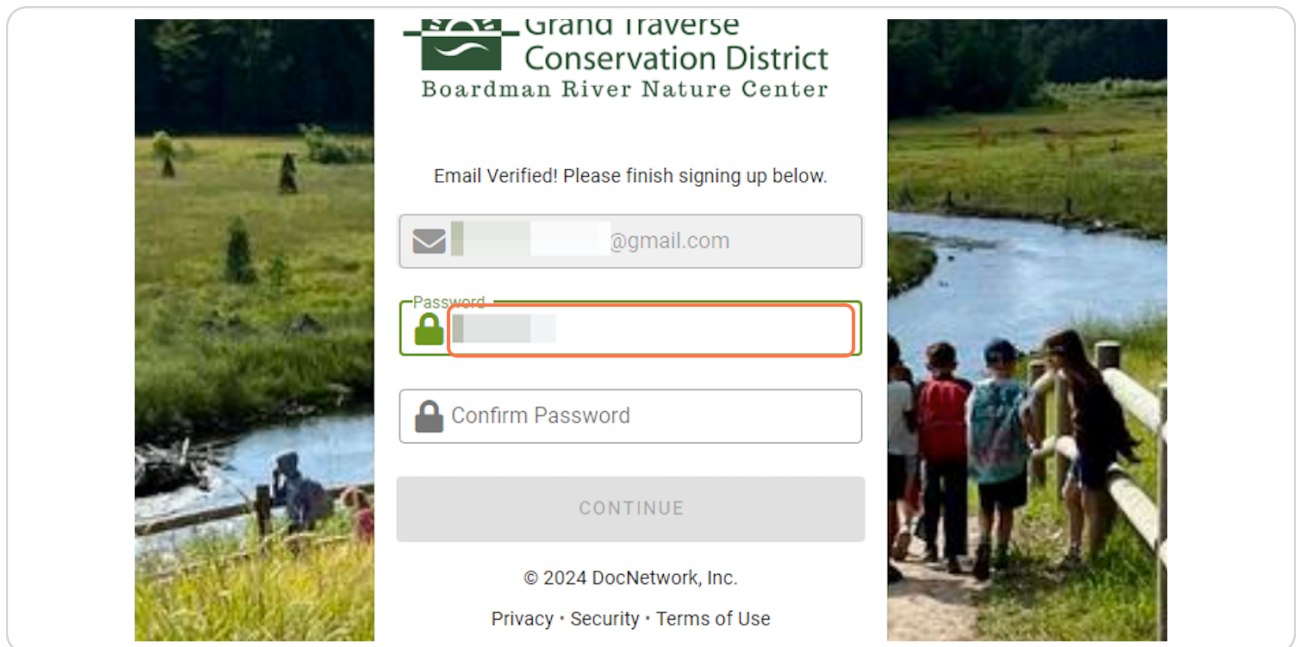 Grand Traverse
Conservation District
Boardman River Nature Center
Email Verified! Please finish signing up below.
@gmail.com
Password
Confirm Password
CONTINUE
© 2024 DocNetwork, Inc.
Privacy • Security • Terms of Use